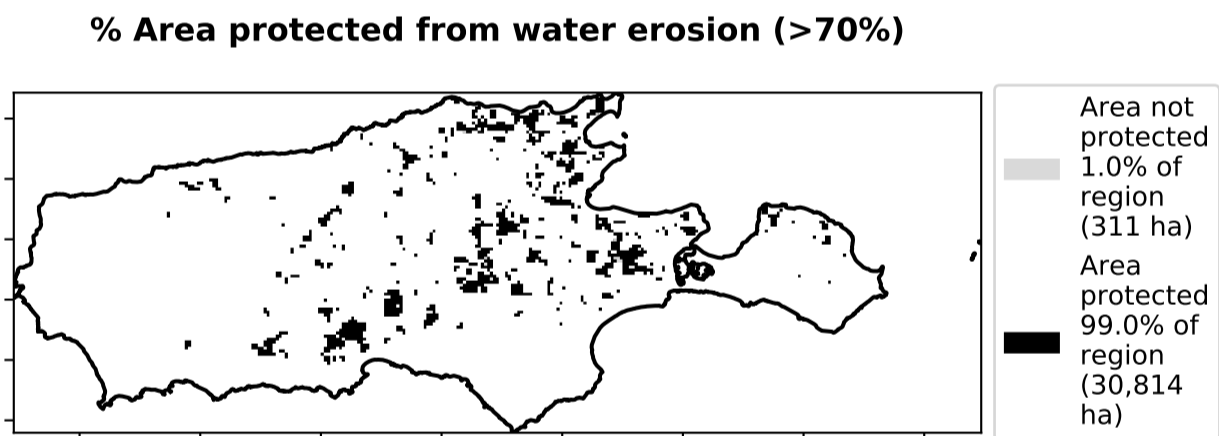 % Area protected from water erosion (>70%)
Area not
protected
1.0% of
region
(311 ha)
Area
protected
99.0% of
region
(30,814
ha)